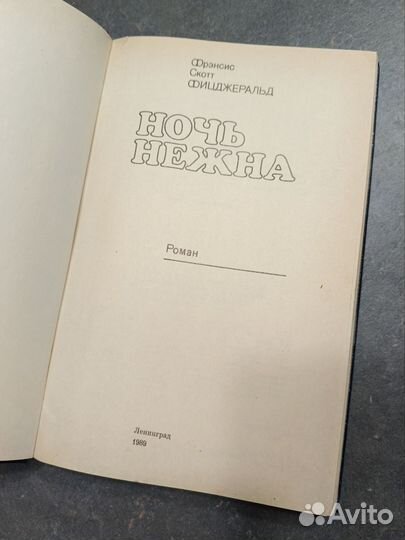 Фрэнсис
Скотт
ФИЦДЖЕРАЛЬД
НОЧЬ
НЕЖНА
Роман
Ленинград
1989
Avito